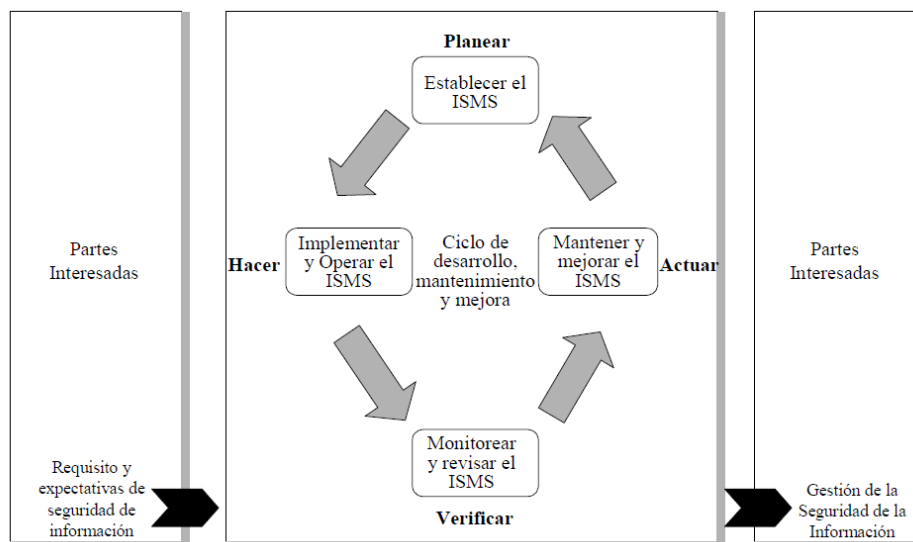 Planear
Establecer el
ISMS
Partes
Interesadas
Hacer
Implementar
y Operar el
ISMS
Ciclo de
desarrollo,
mantenimiento
y mejora
Mantener y
mejorar el
ISMS
Actuar
Partes
Interesadas
Monitorear
y revisar el
ISMS
Verificar
Requisito y
expectativas de
seguridad de
información
Gestión de la
Seguridad de la
Información